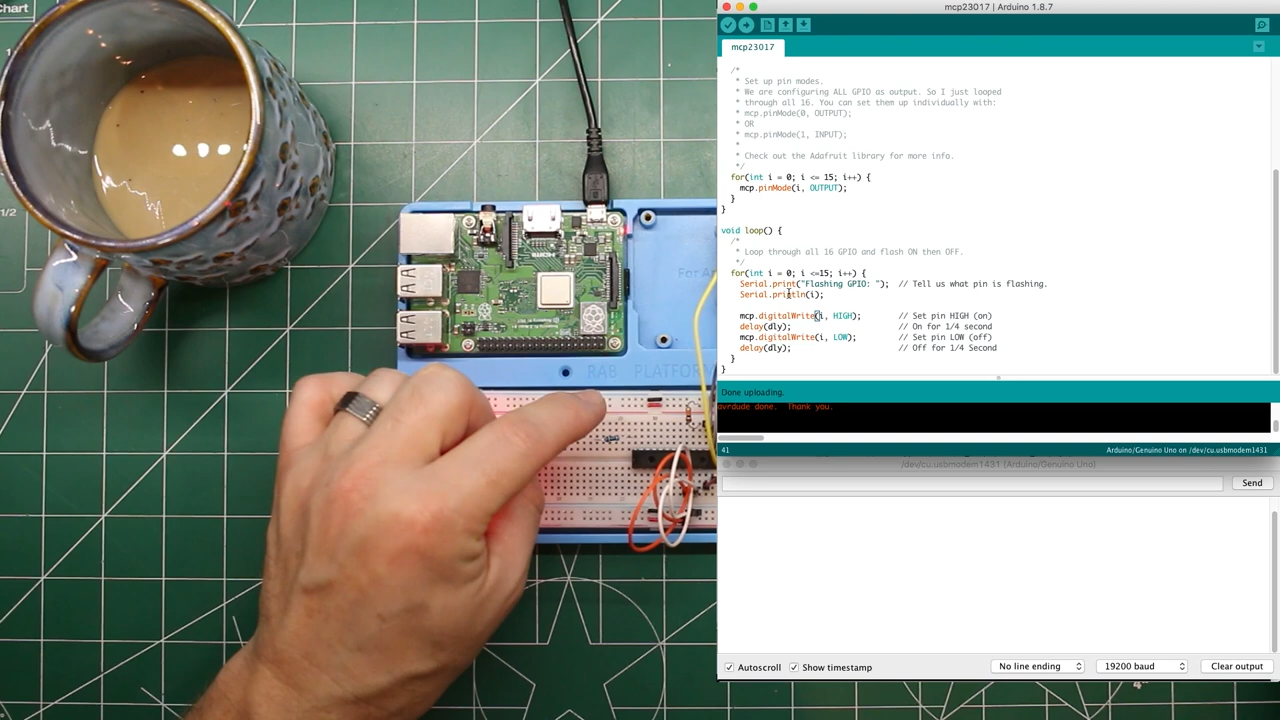 Chart
1/2
For Ar
RAB PLATFORM
mcp23017 | Arduino 1.8.7
mcp23017
/*
* Set up pin modes.
* We are configuring ALL GPIO as output. So I just looped
* through all 16. You can set them up individually with:
* mcp.pinMode(0, OUTPUT);
* OR
* mcp.pinMode(1, INPUT);
*
* Check out the Adafruit library for more info.
*/
for(int i = 0; i <= 15; i++) {
mcp.pinMode(i, OUTPUT);
}
}
void loop() {
/*
* Loop through all 16 GPIO and flash ON then OFF.
*/
for(int i = 0; i <=15; i++) {
Serial.print("Flashing GPIO: "); // Tell us what pin is flashing.
Serial.println(i);
mcp.digitalWrite(i, HIGH); // Set pin HIGH (on)
delay(dly); // On for 1/4 second
mcp.digitalWrite(i, LOW); // Set pin LOW (off)
delay(dly); // Off for 1/4 Second
}
}
Done uploading.
avrdude done. Thank you.
41 Arduino/Genuino Uno on /dev/cu.usbmodem1431
/dev/cu.usbmodem1431 (Arduino/Genuino Uno)
Send
Autoscroll Show timestamp No line ending 19200 baud Clear output